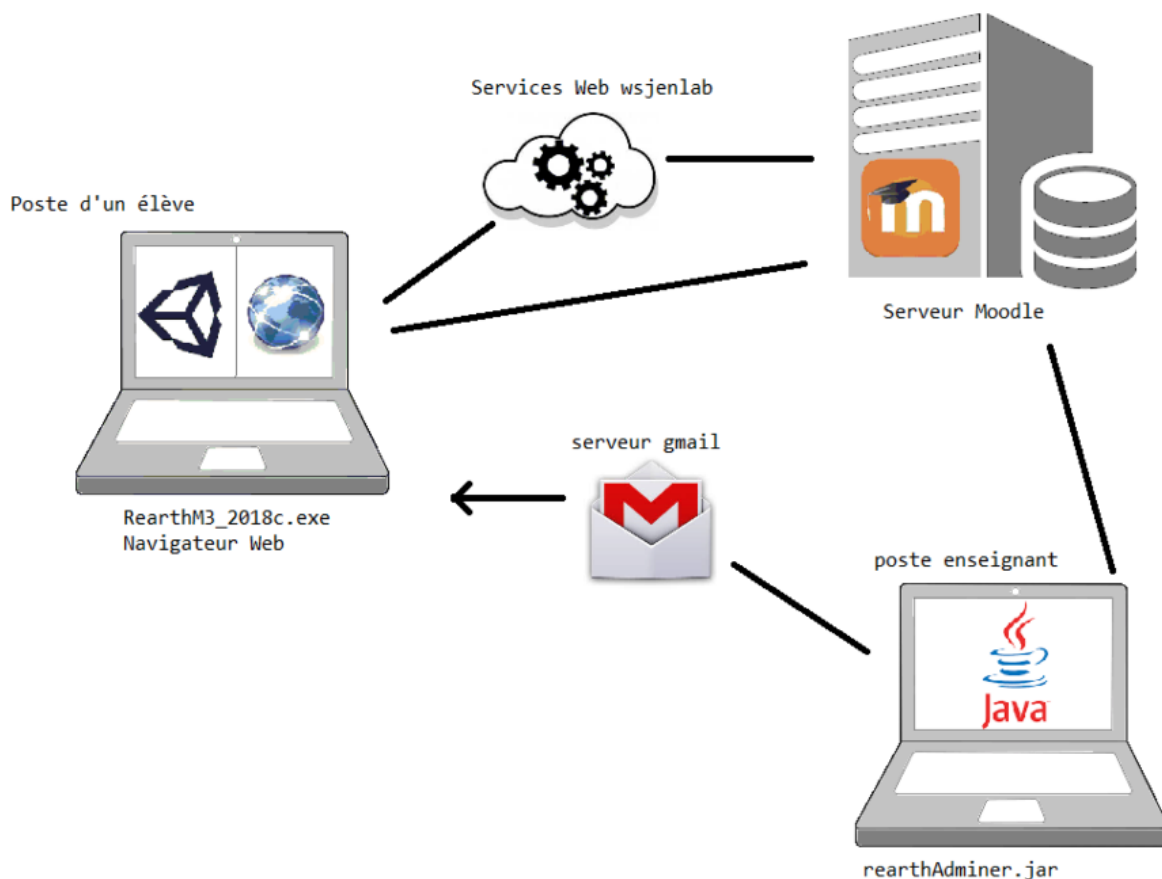 Services Web wsjenlab
Poste d'un élève
Serveur Moodle
serveur gmail
RearthM3_2018c.exe
Navigateur Web
poste enseignant
Java
rearthAdminer.jar